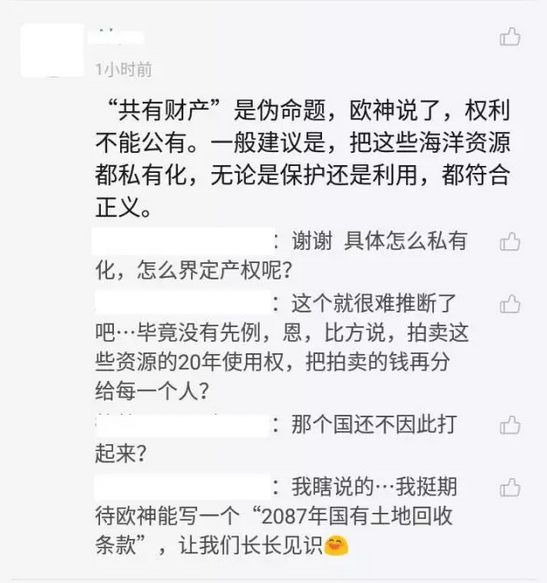 1小时前
“共有财产”是伪命题，欧神说了，权利
不能公有。一般建议是，把这些海洋资源
都私有化，无论是保护还是利用，都符合
正义。
：谢谢 具体怎么私有
化，怎么界定产权呢？
：这个就很难推断了
吧…毕竟没有先例，恩，比方说，拍卖这
些资源的20年使用权，把拍卖的钱再分
给每一个人？
：那个国还不因此打
起来？
：我瞎说的…我挺期
待欧神能写一个“2087年国有土地回收
条款”，让我们长长见识😄